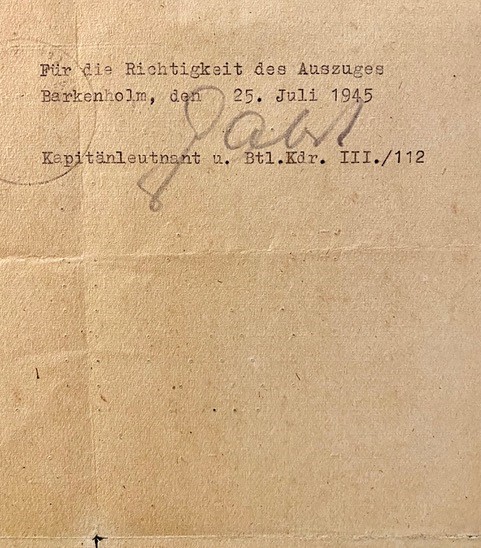 Für die Richtigkeit des Auszuges
Barkenholm, den 25. Juli 1945
Kapitänleutnant u. Btl.Kdr. III./112